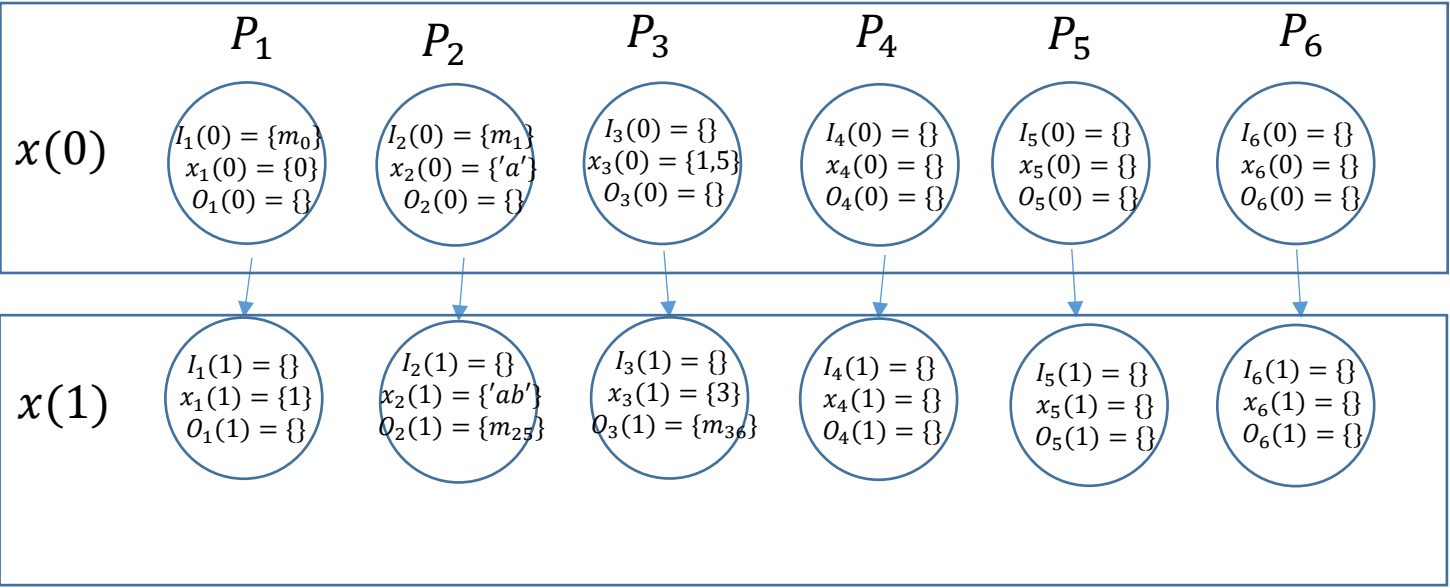 P₁ P₂ P₃ P₄ P₅ P₆
x(0)
I₁(0) = {m₀}
x₁(0) = {0}
O₁(0) = {}
I₂(0) = {m₁}
x₂(0) = {′a′}
O₂(0) = {}
I₃(0) = {}
x₃(0) = {1,5}
O₃(0) = {}
I₄(0) = {}
x₄(0) = {}
O₄(0) = {}
I₅(0) = {}
x₅(0) = {}
O₅(0) = {}
I₆(0) = {}
x₆(0) = {}
O₆(0) = {}
x(1)
I₁(1) = {}
x₁(1) = {1}
O₁(1) = {}
I₂(1) = {}
x₂(1) = {′ab′}
O₂(1) = {m₂₅}
I₃(1) = {}
x₃(1) = {3}
O₃(1) = {m₃₆}
I₄(1) = {}
x₄(1) = {}
O₄(1) = {}
I₅(1) = {}
x₅(1) = {}
O₅(1) = {}
I₆(1) = {}
x₆(1) = {}
O₆(1) = {}